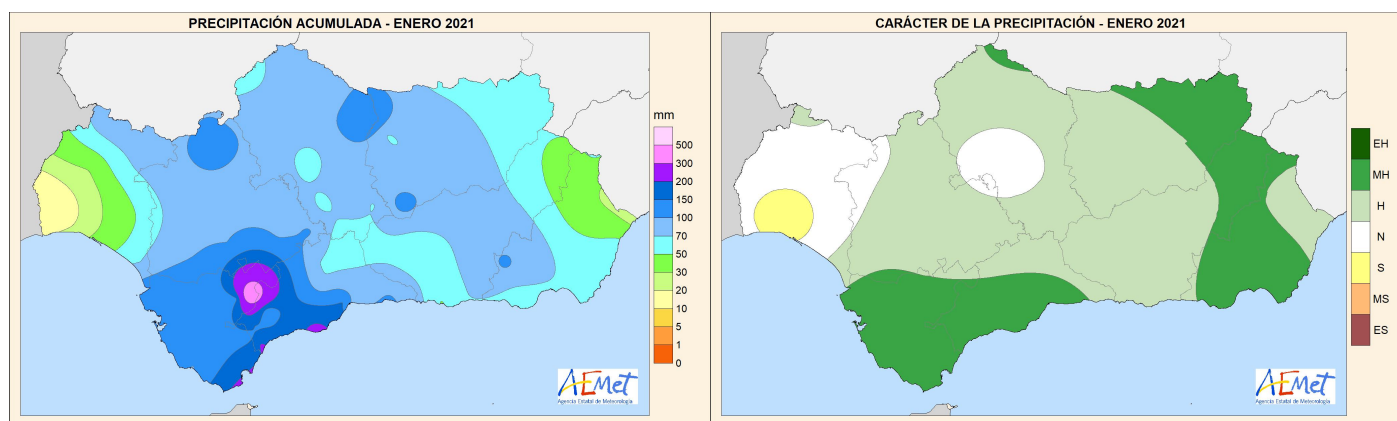 PRECIPITACIÓN ACUMULADA - ENERO 2021
mm
500
300
200
150
100
70
50
30
20
10
5
1
0
AEMet
Agencia Estatal de Meteorología
CARÁCTER DE LA PRECIPITACIÓN - ENERO 2021
EH
MH
H
N
S
MS
ES
AEMet
Agencia Estatal de Meteorología